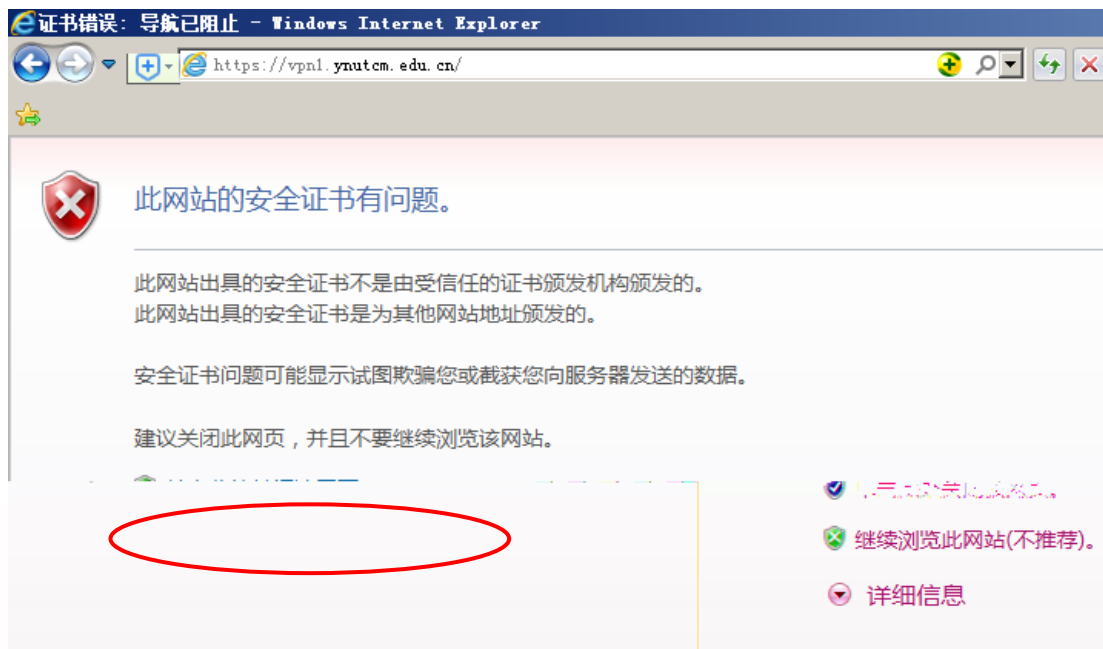 证书错误：导航已阻止 - Windows Internet Explorer
https://vpn1.ynutcm.edu.cn/
此网站的安全证书有问题。
此网站出具的安全证书不是由受信任的证书颁发机构颁发的。
此网站出具的安全证书是为其他网站地址颁发的。
安全证书问题可能显示试图欺骗您或截获您向服务器发送的数据。
建议关闭此网页，并且不要继续浏览该网站。
继续浏览此网站(不推荐)。
详细信息